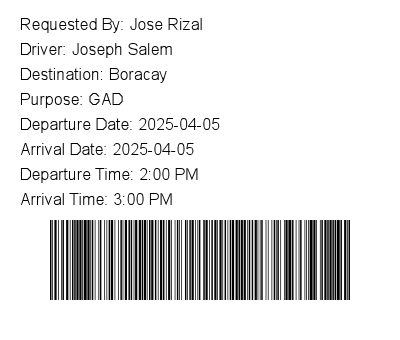 Requested By: Jose Rizal
Driver: Joseph Salem
Destination: Boracay
Purpose: GAD
Departure Date: 2025-04-05
Arrival Date: 2025-04-05
Departure Time: 2:00 PM
Arrival Time: 3:00 PM